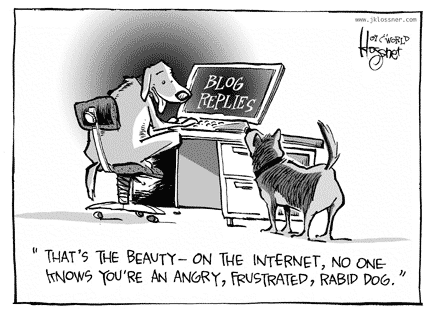 www.jklossner.com
BLOG
REPLIES
"THAT'S THE BEAUTY— ON THE INTERNET, NO ONE
KNOWS YOU'RE AN ANGRY, FRUSTRATED, RABID DOG."